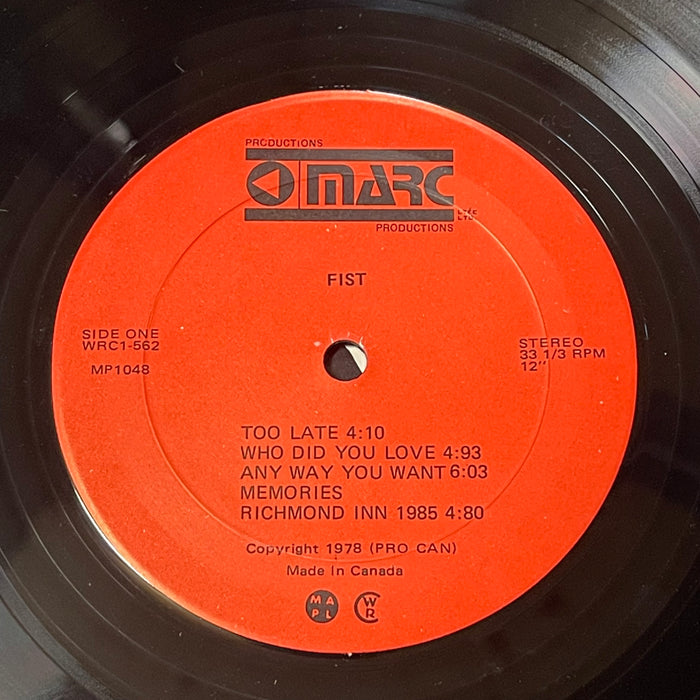 PRODUCTIONS
MARC
LTÉE
LTD.
PRODUCTIONS
FIST
SIDE ONE
WRC1-562
MP1048
STEREO
33 1/3 RPM
12"
TOO LATE 4:10
WHO DID YOU LOVE 4:93
ANY WAY YOU WANT 6:03
MEMORIES
RICHMOND INN 1985 4:80
Copyright 1978 (PRO CAN)
Made In Canada
M A
P L
W
R
C